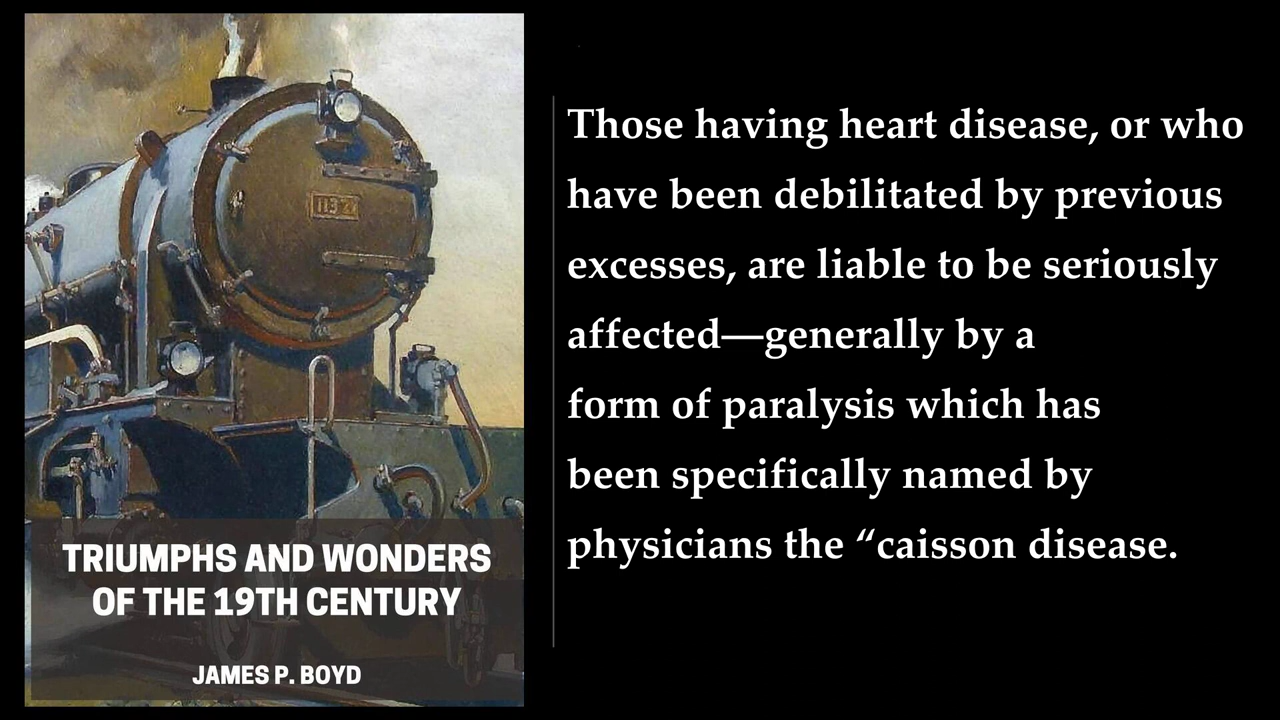 Those having heart disease, or who
have been debilitated by previous
excesses, are liable to be seriously
affected—generally by a
form of paralysis which has
been specifically named by
physicians the “caisson disease.
TRIUMPHS AND WONDERS
OF THE 19TH CENTURY
JAMES P. BOYD